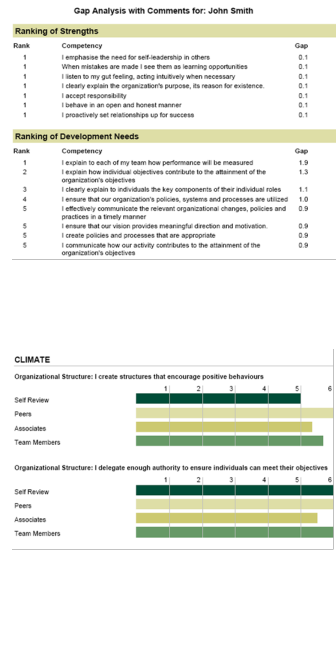 Gap Analysis with Comments for: John Smith
Ranking of Strengths
Rank Competency Gap
1 I emphasise the need for self-leadership in others 0.1
1 When mistakes are made I see them as learning opportunities 0.1
1 I listen to my gut feeling, acting intuitively when necessary 0.1
1 I clearly explain the organization's purpose, its reason for existence. 0.1
1 I accept responsibility 0.1
1 I behave in an open and honest manner 0.1
1 I proactively set relationships up for success 0.1
Ranking of Development Needs
Rank Competency Gap
1 I explain to each of my team how performance will be measured 1.9
2 I explain how individual objectives contribute to the attainment of the 1.3
organization's objectives
3 I clearly explain to individuals the key components of their individual roles 1.1
4 I ensure that our organization's policies, systems and processes are utilized 1.0
5 I effectively communicate the relevant organizational changes, policies and 0.9
practices in a timely manner
5 I ensure that our vision provides meaningful direction and motivation. 0.9
5 I create policies and processes that are appropriate 0.9
5 I communicate how our activity contributes to the attainment of the 0.9
organization's objectives
CLIMATE
Organizational Structure: I create structures that encourage positive behaviours
1 2 3 4 5 6
Self Review
Peers
Associates
Team Members
Organizational Structure: I delegate enough authority to ensure individuals can meet their objectives
1 2 3 4 5 6
Self Review
Peers
Associates
Team Members